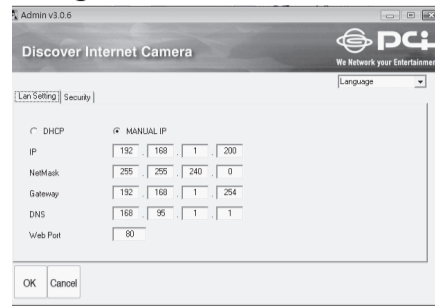 Admin v3.0.6
Discover Internet Camera
PCi
We Network your Entertainmen
Language
Lan Setting
Security
DHCP
MANUAL IP
IP 192 . 168 . 1 . 200
NetMask 255 . 255 . 240 . 0
Gateway 192 . 168 . 1 . 254
DNS 168 . 95 . 1 . 1
Web Port 80
OK Cancel